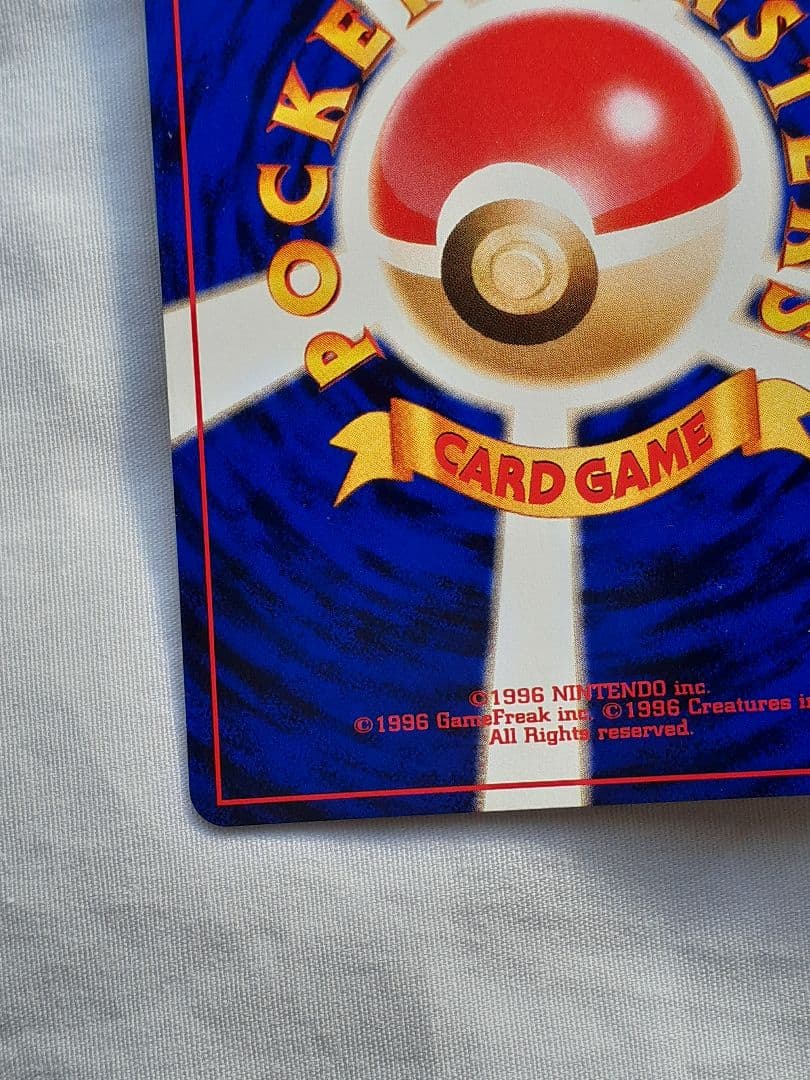 POCKE
CARD GAME
©1996 NINTENDO inc.
©1996 GameFreak inc. ©1996 Creatures
All Rights reserved.